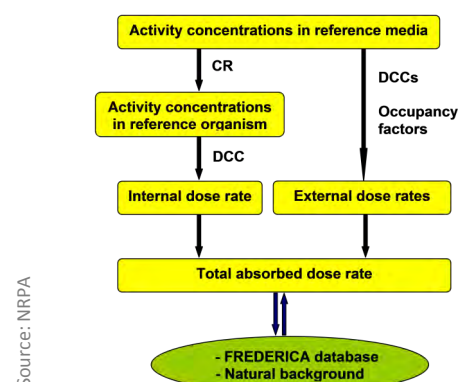 Activity concentrations in reference media
CR
DCCs
Occupancy
factors
Activity concentrations
in reference organism
DCC
Internal dose rate
External dose rates
Total absorbed dose rate
- FREDERICA database
- Natural background
Source: NRPA